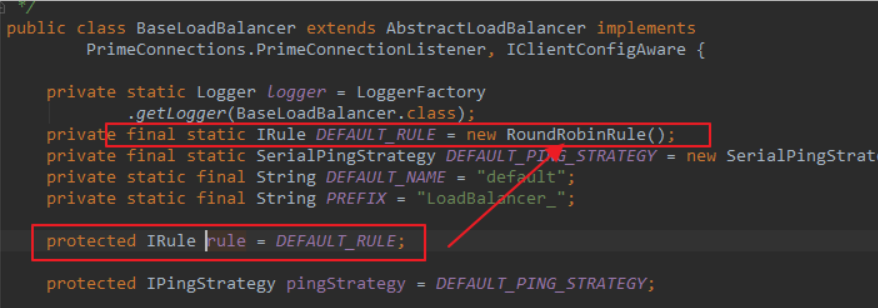 */
public class BaseLoadBalancer extends AbstractLoadBalancer implements
PrimeConnections.PrimeConnectionListener, IClientConfigAware {
private static Logger logger = LoggerFactory
.getLogger(BaseLoadBalancer.class);
private final static IRule DEFAULT_RULE = new RoundRobinRule();
private final static SerialPingStrategy DEFAULT_PING_STRATEGY = new SerialPingStrat
private static final String DEFAULT_NAME = "default";
private static final String PREFIX = "LoadBalancer_";
protected IRule rule = DEFAULT_RULE;
protected IPingStrategy pingStrategy = DEFAULT_PING_STRATEGY;